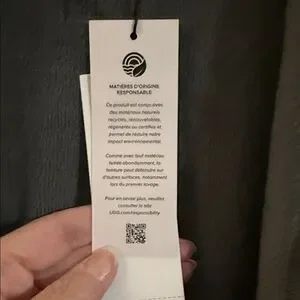 MATIÈRES D'ORIGINE
RESPONSABLE
Ce produit est conçu avec
des matériaux naturels
recyclés, renouvelables,
régénérés ou certifiés et
permet de réduire notre
impact environnemental.
Comme avec tout matériau
teinté abondamment, la
teinture peut déteindre sur
d'autres surfaces, notamment
lors du premier lavage.
Pour en savoir plus, veuillez
consulter le site
UGG.com/responsibility